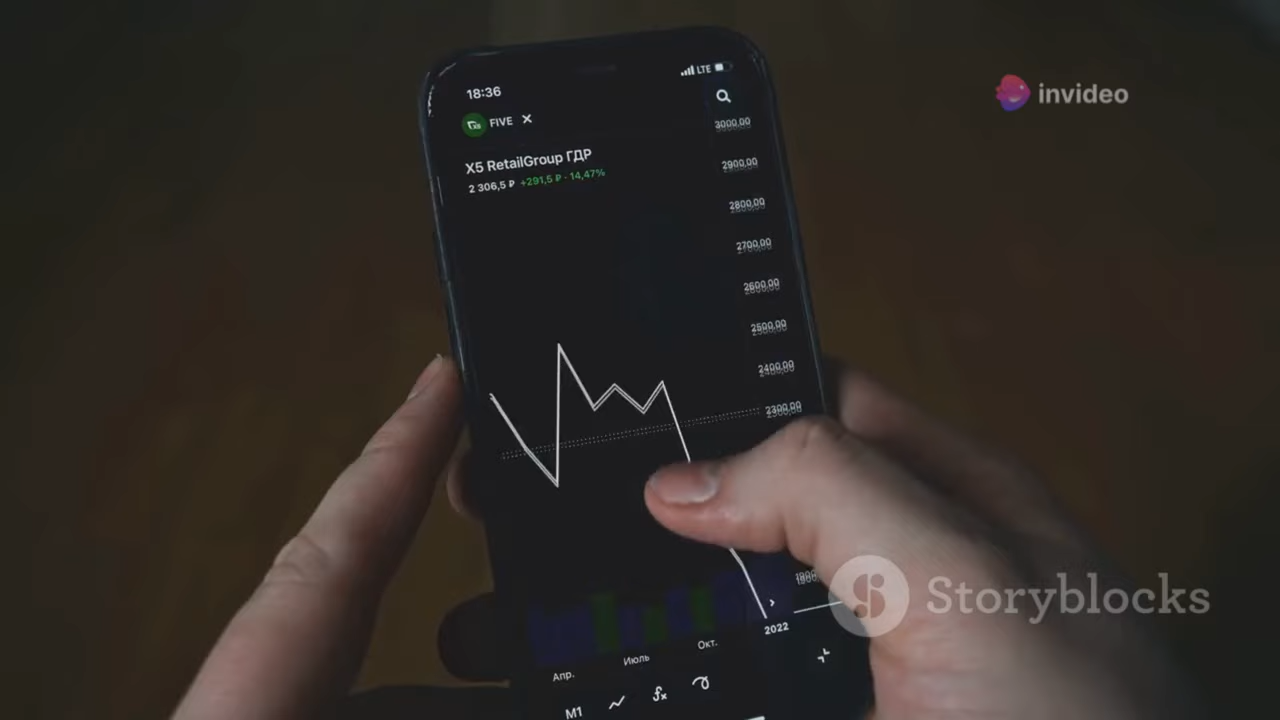 18:36
LTE
FIVE ×
X5 RetailGroup ГДР
2 306,5 ₽ +291,5 ₽ · 14,47%
3000,00
2900,00
2800,00
2700,00
2600,00
2500,00
2400,00
2300,00
2022
Апр.
Июль
Окт.
M1
fx
invideo
Storyblocks